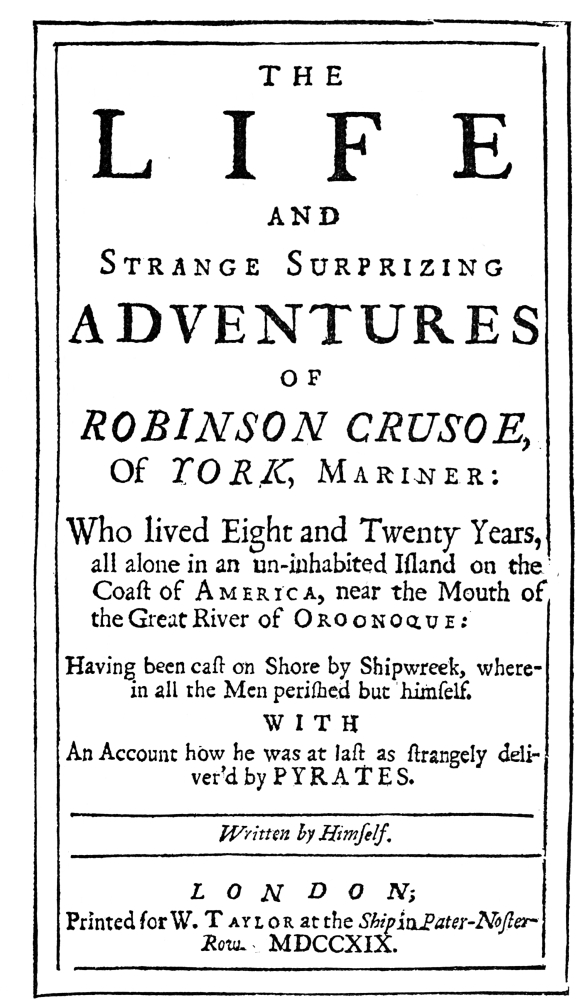 THE
LIFE
AND
STRANGE SURPRIZING
ADVENTURES
OF
ROBINSON CRUSOE,
Of YORK, MARINER:
Who lived Eight and Twenty Years,
all alone in an un-inhabited Iſland on the
Coaſt of AMERICA, near the Mouth of
the Great River of OROONOQUE:
Having been caſt on Shore by Shipwreck, where-
in all the Men periſhed but himſelf.
WITH
An Account how he was at laſt as ſtrangely deli-
ver'd by PYRATES.
Written by Himſelf.
LONDON;
Printed for W. TAYLOR at the Ship in Pater-Noſter-
Row. MDCCXIX.